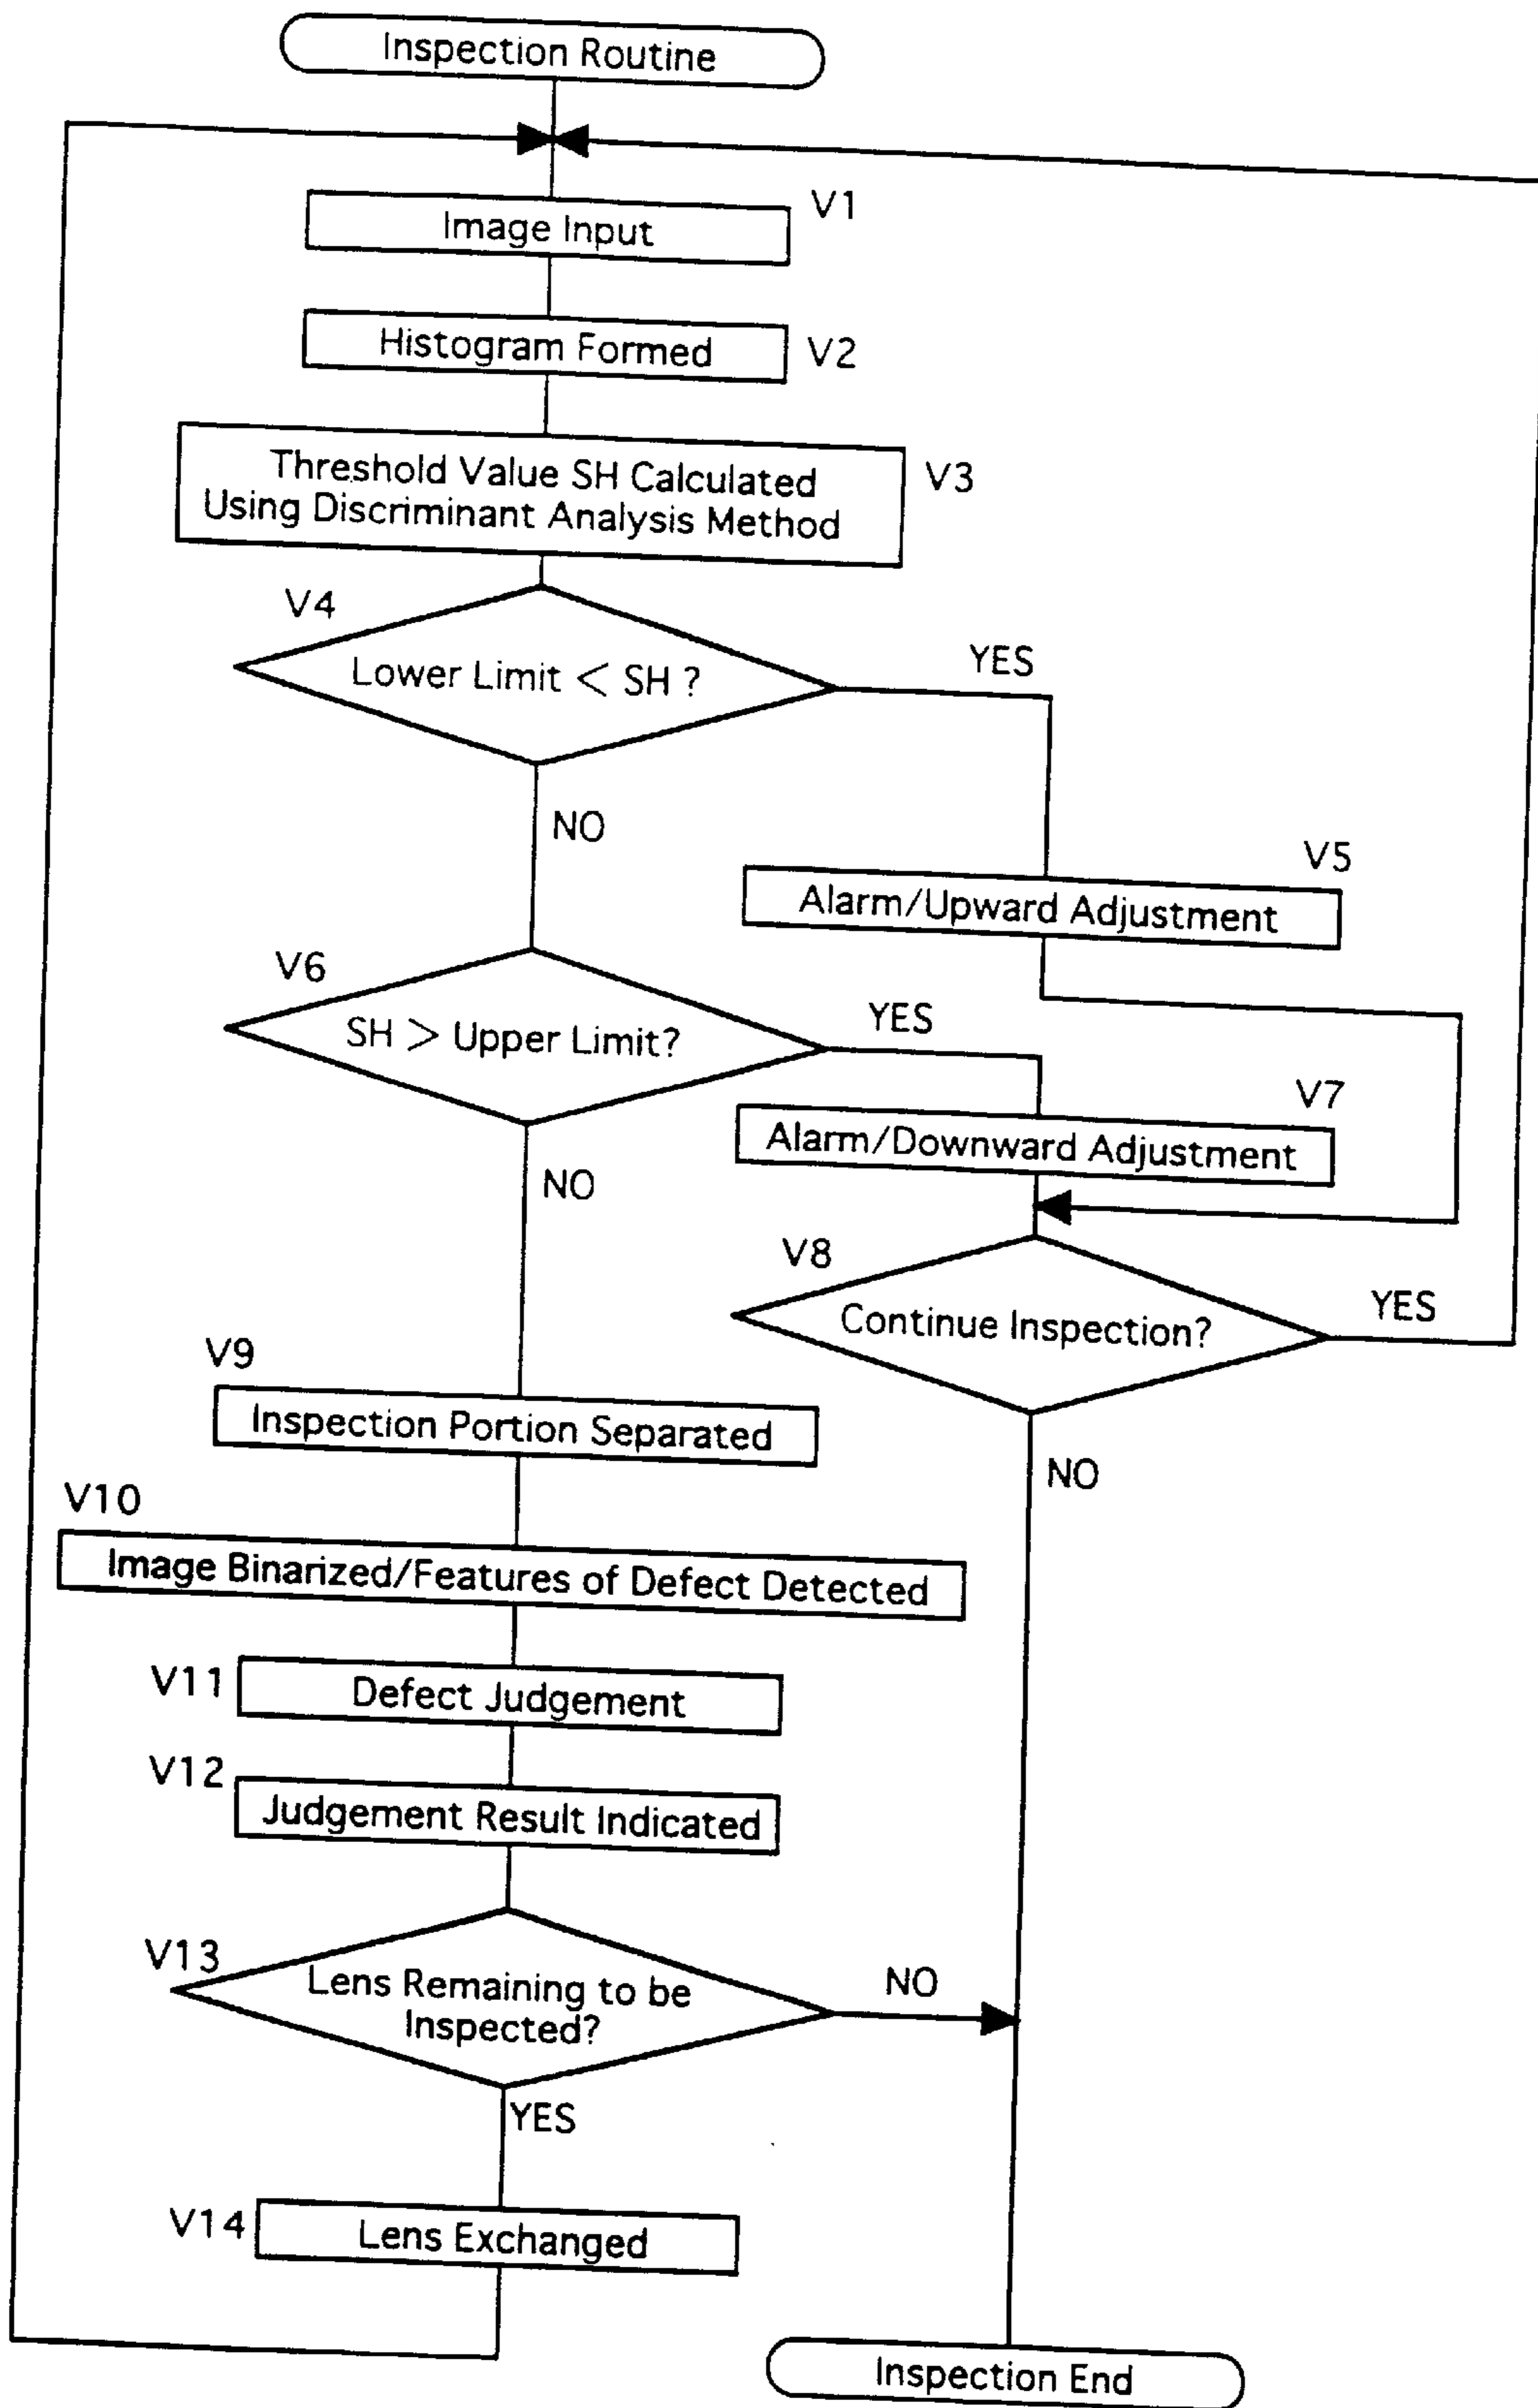 Inspection Routine
V1
Image Input
Histogram Formed
V2
Threshold Value SH Calculated
Using Discriminant Analysis Method
V3
V4
Lower Limit < SH ?
YES
NO
V5
Alarm/Upward Adjustment
V6
SH > Upper Limit?
YES
V7
Alarm/Downward Adjustment
NO
V8
Continue Inspection?
YES
V9
Inspection Portion Separated
NO
V10
Image Binarized/Features of Defect Detected
V11
Defect Judgement
V12
Judgement Result Indicated
V13
Lens Remaining to be
Inspected?
NO
YES
V14
Lens Exchanged
Inspection End